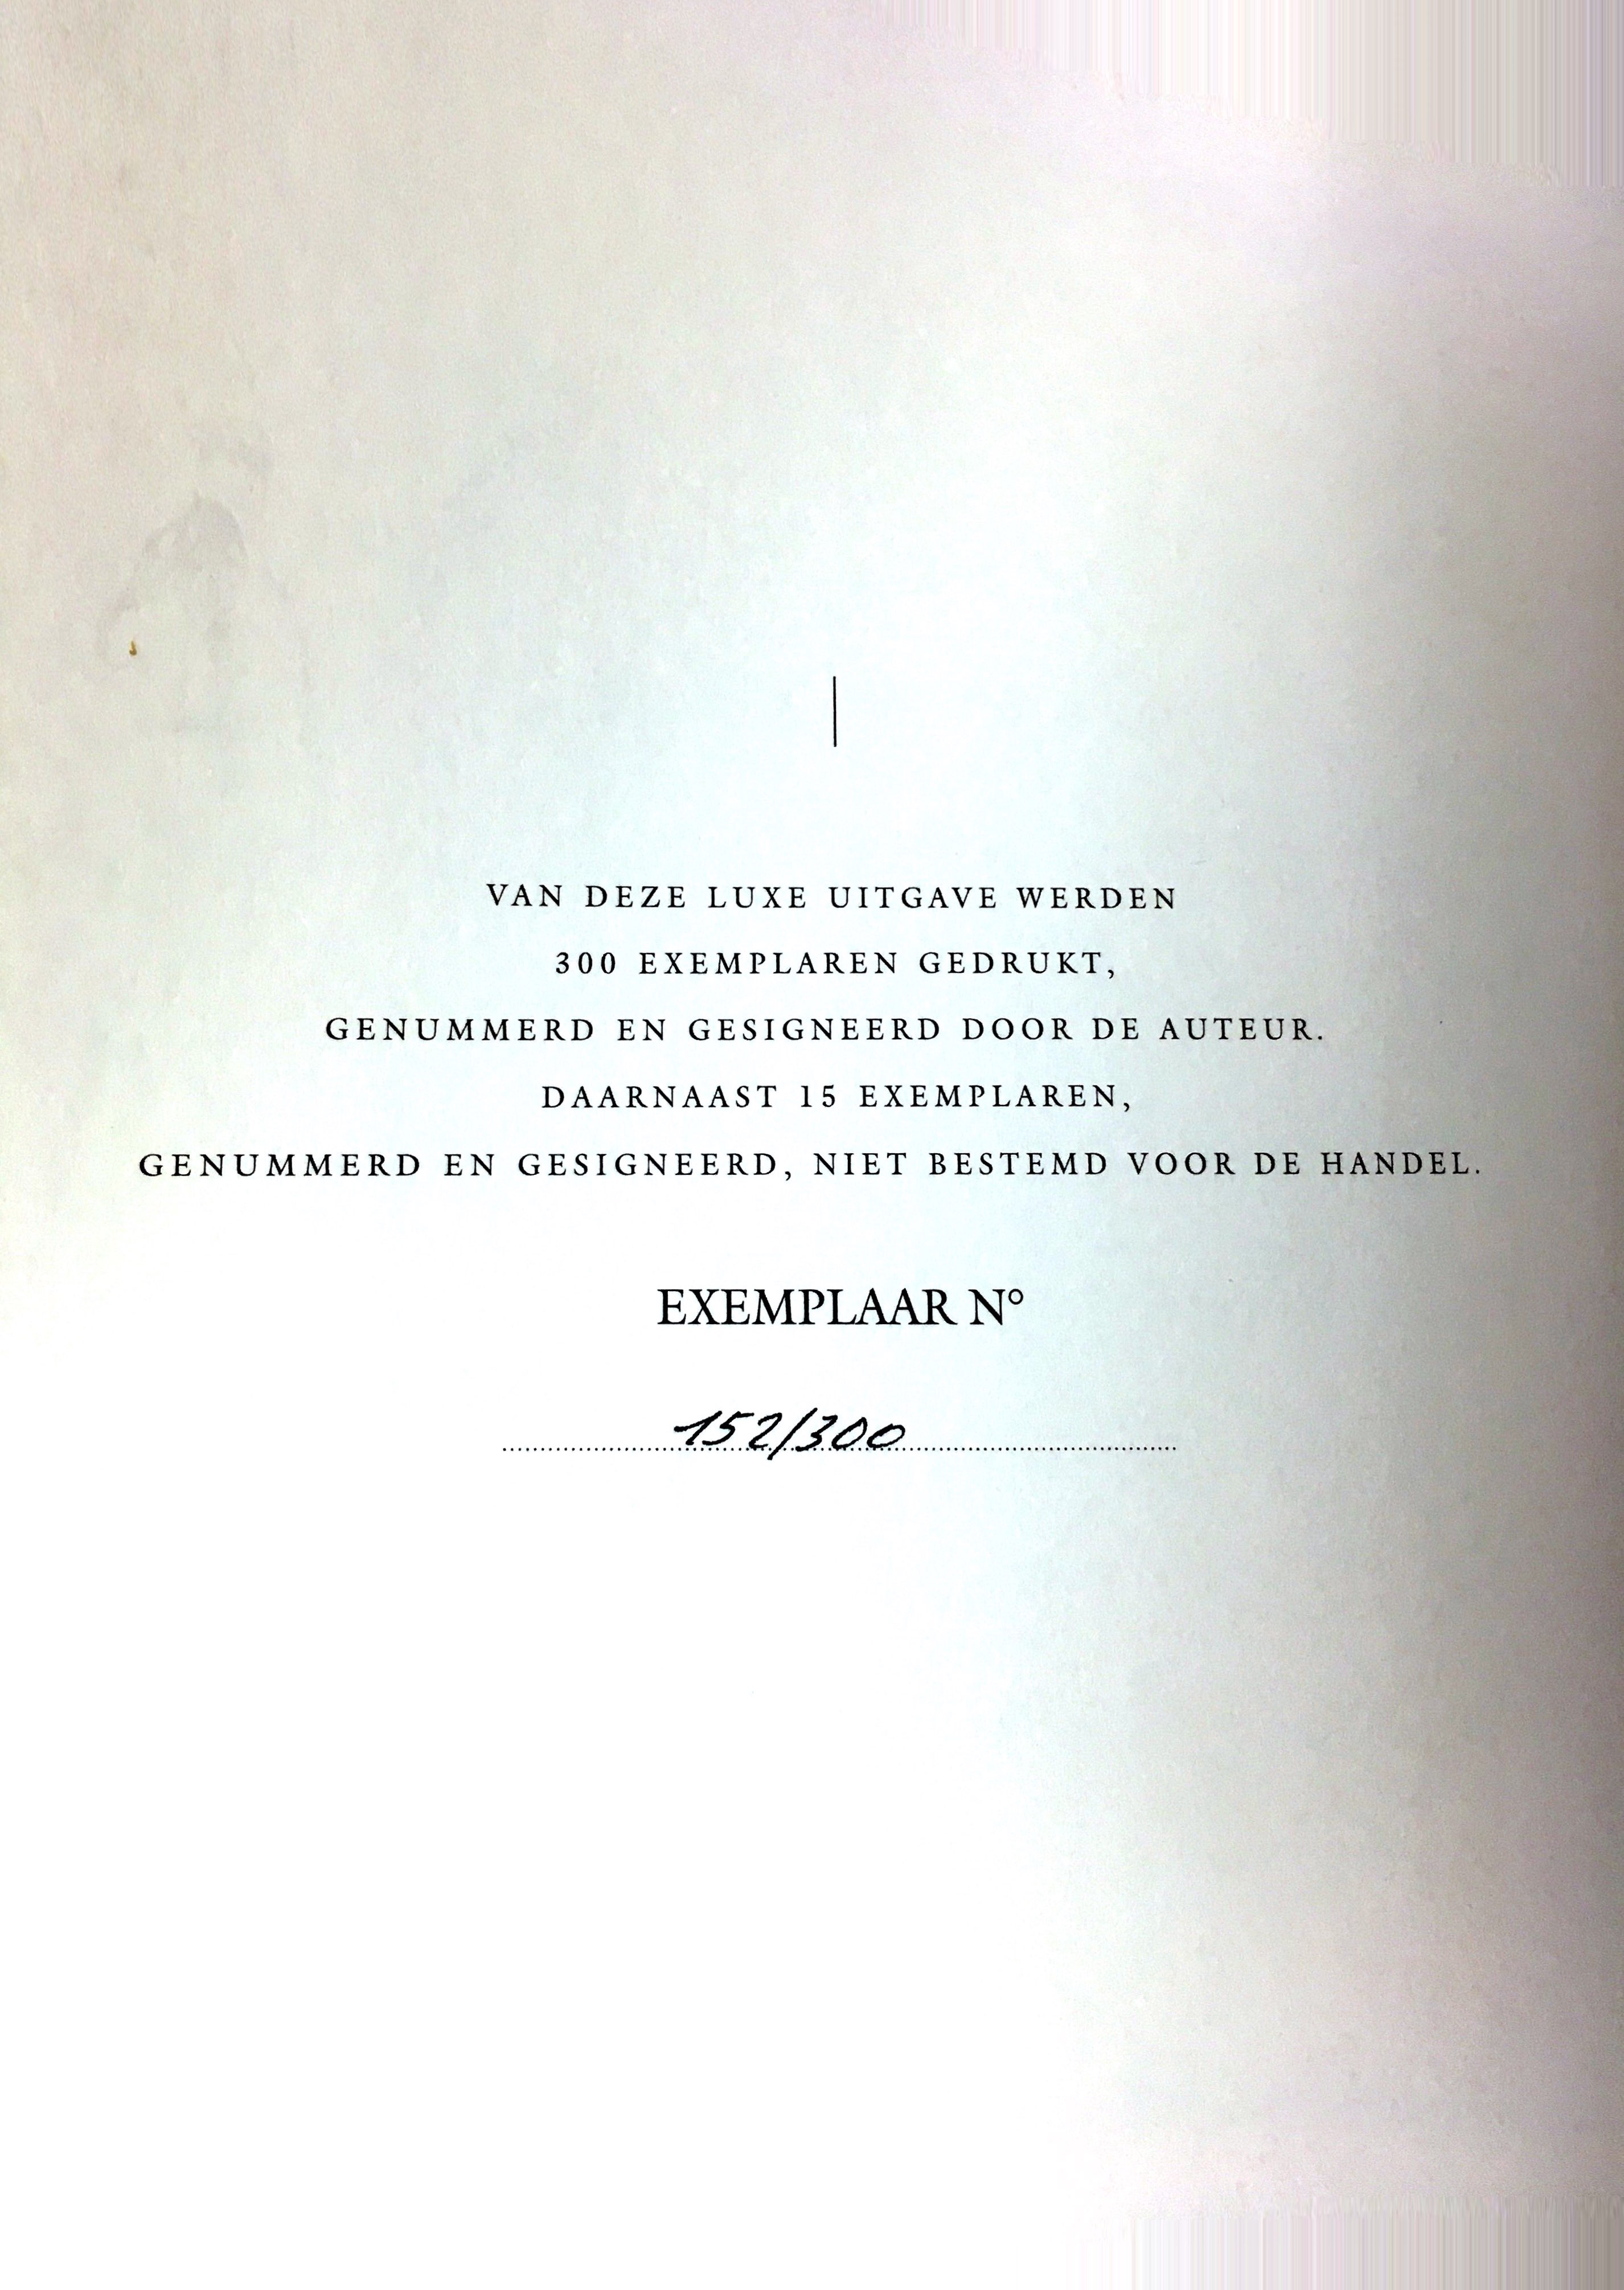 VAN DEZE LUXE UITGAVE WERDEN
300 EXEMPLAREN GEDRUKT,
GENUMMERD EN GESIGNEERD DOOR DE AUTEUR.
DAARNAAST 15 EXEMPLAREN,
GENUMMERD EN GESIGNEERD, NIET BESTEMD VOOR DE HANDEL.
EXEMPLAAR N°
152/300